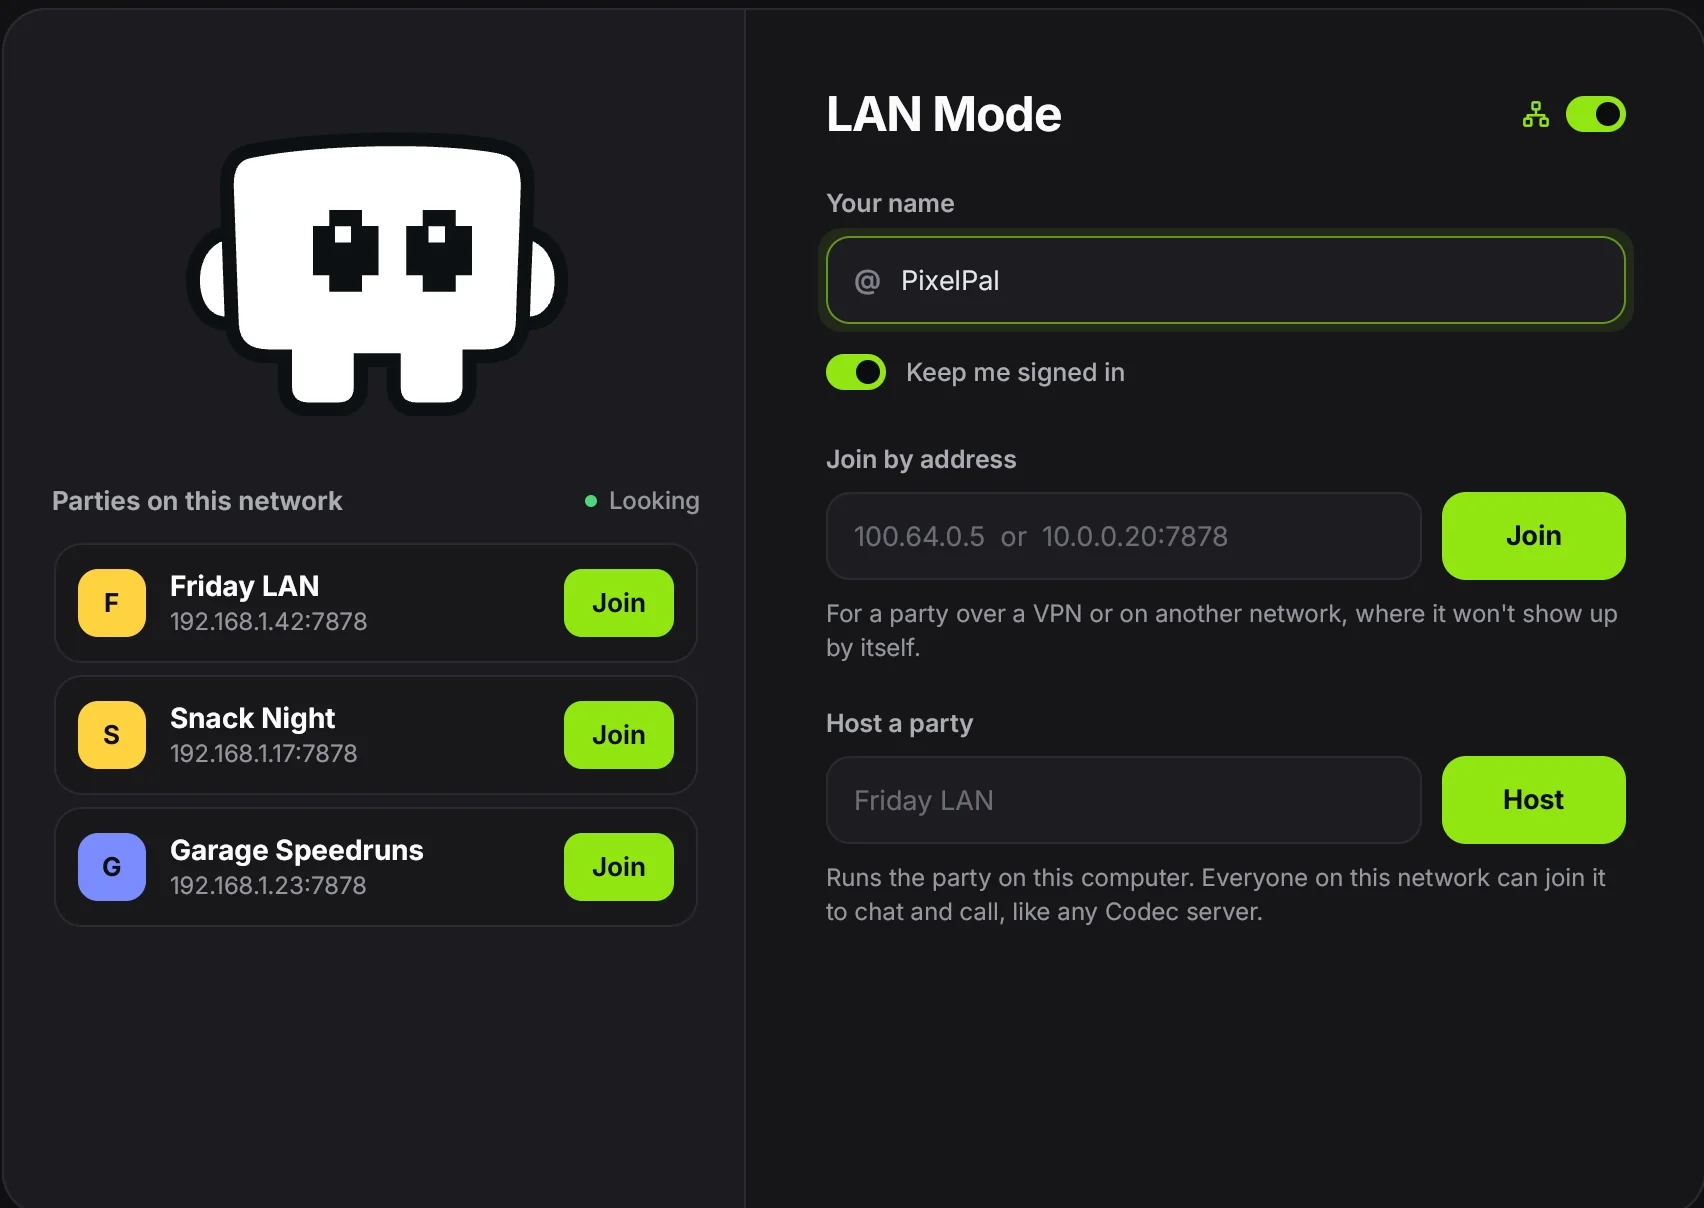 Parties on this network
Looking
F
Friday LAN
192.168.1.42:7878
Join
S
Snack Night
192.168.1.17:7878
Join
G
Garage Speedruns
192.168.1.23:7878
Join
LAN Mode
Your name
@ PixelPal
Keep me signed in
Join by address
100.64.0.5 or 10.0.0.20:7878
Join
For a party over a VPN or on another network, where it won't show up
by itself.
Host a party
Friday LAN
Host
Runs the party on this computer. Everyone on this network can join it
to chat and call, like any Codec server.